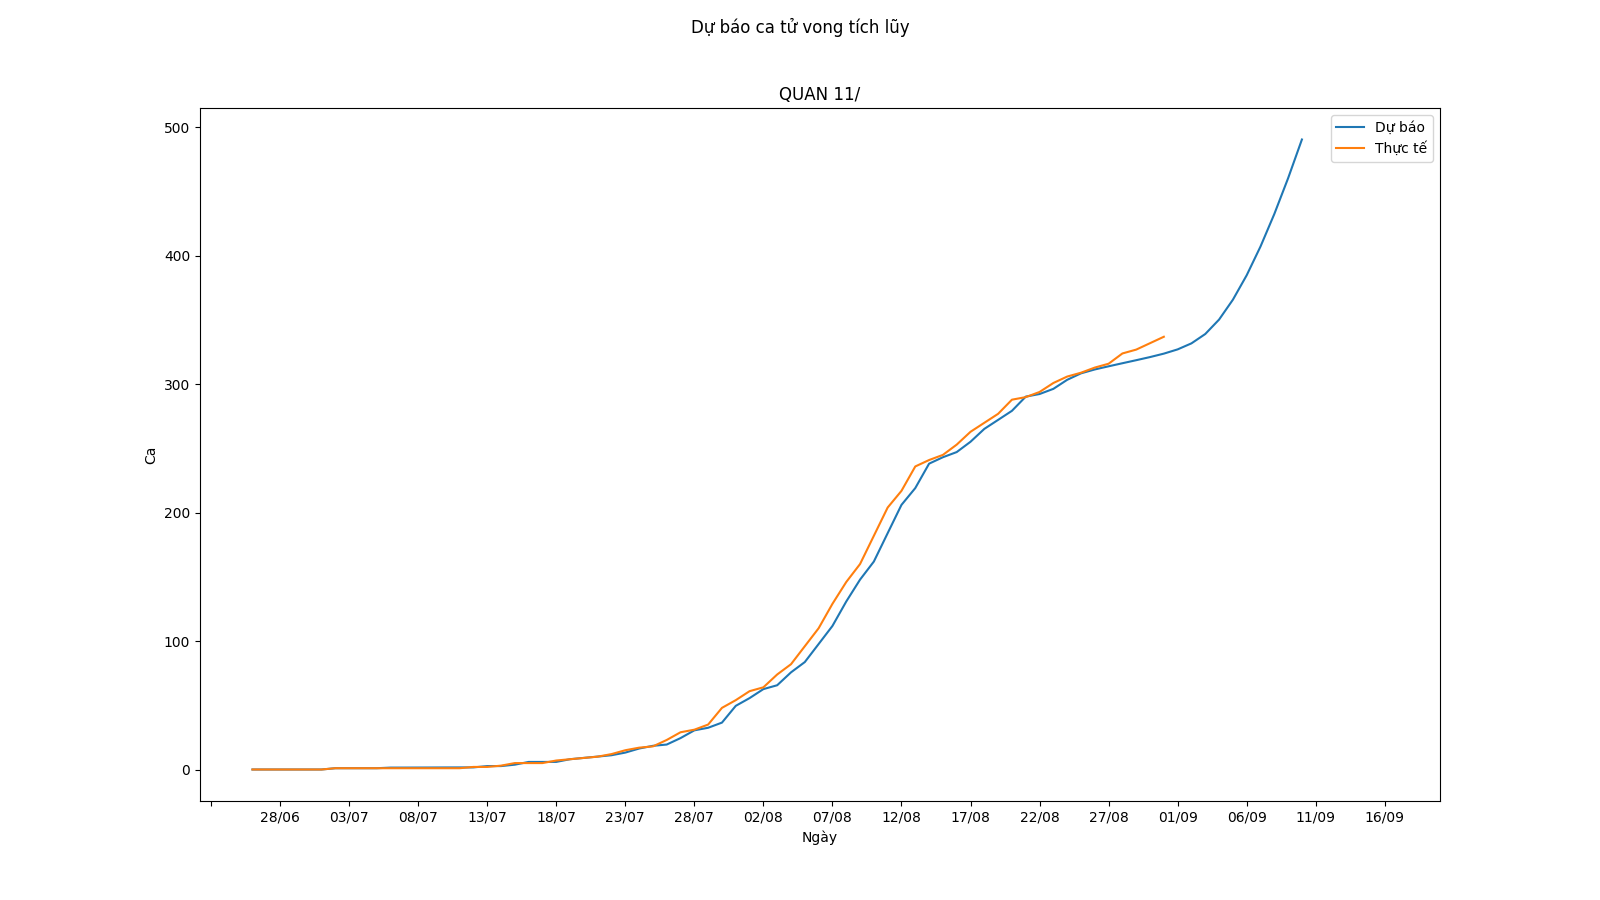 Dự báo ca tử vong tích lũy
QUAN 11/
500
400
300
200
100
0
Ca
Dự báo
Thực tế
28/06 03/07 08/07 13/07 18/07 23/07 28/07 02/08 07/08 12/08 17/08 22/08 27/08 01/09 06/09 11/09 16/09
Ngày